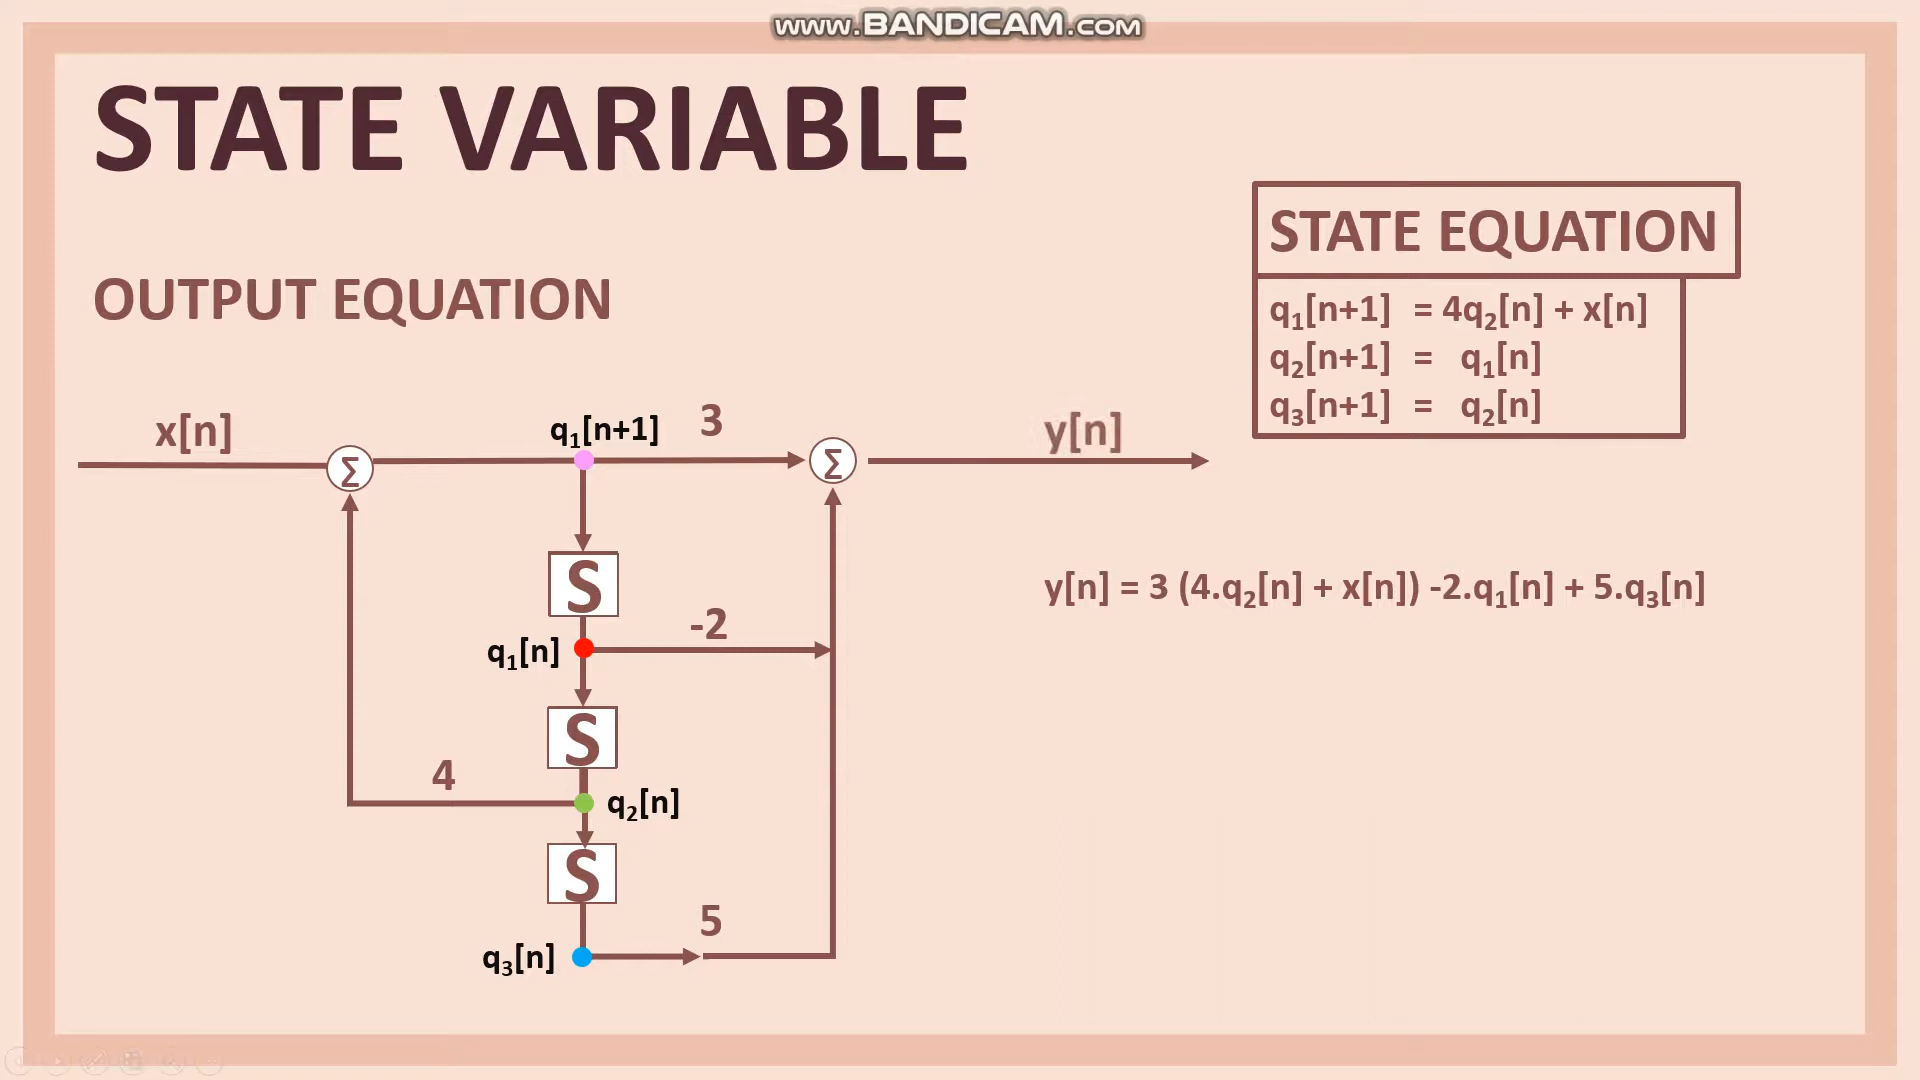 www.BANDICAM.com
STATE VARIABLE
STATE EQUATION
q₁[n+1] = 4q₂[n] + x[n]
q₂[n+1] = q₁[n]
q₃[n+1] = q₂[n]
OUTPUT EQUATION
x[n]
q₁[n+1]
3
y[n]
Σ
Σ
S
y[n] = 3 (4.q₂[n] + x[n]) -2.q₁[n] + 5.q₃[n]
-2
q₁[n]
S
4
q₂[n]
S
5
q₃[n]